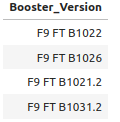 Booster_Version
F9 FT B1022
F9 FT B1026
F9 FT B1021.2
F9 FT B1031.2